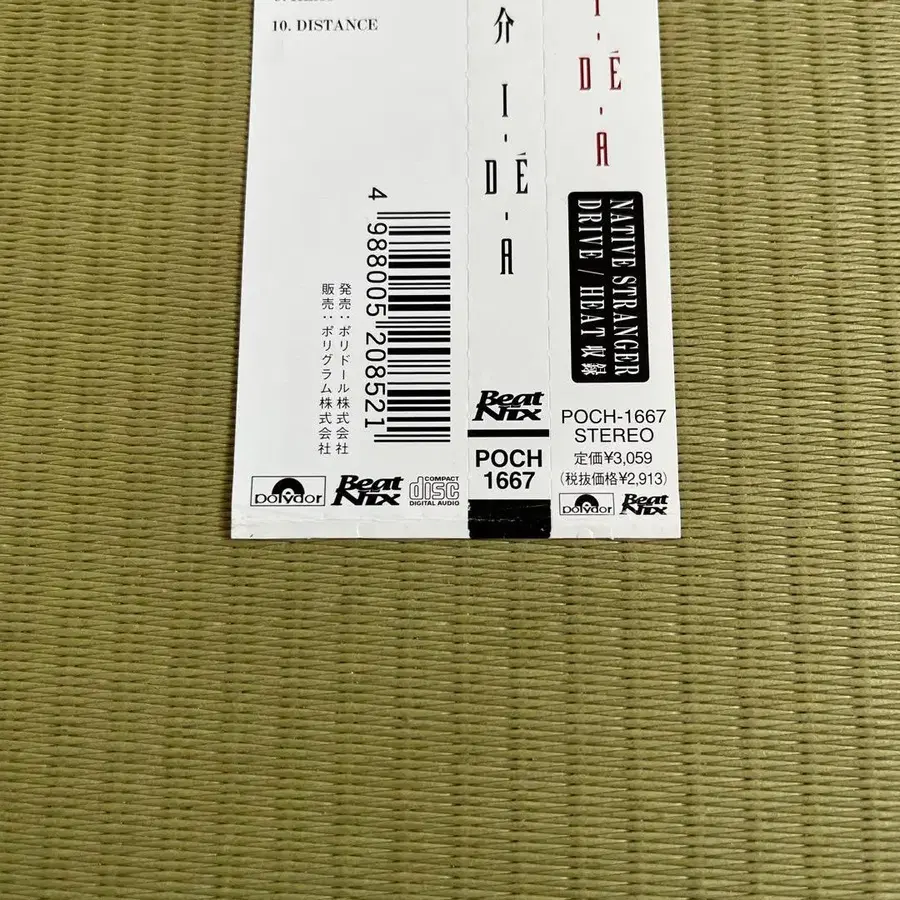 10. DISTANCE
4 988005 208521
発売：ポリドール株式会社
販売：ポリグラム株式会社
polydor
Beat Nix
COMPACT disc DIGITAL AUDIO
介 I・DÉ・A
Beat Nix
POCH 1667
I・DÉ・A
NATIVE STRANGER
DRIVE / HEAT 収録
POCH-1667
STEREO
定価¥3,059
(税抜価格¥2,913)
polydor
Beat Nix